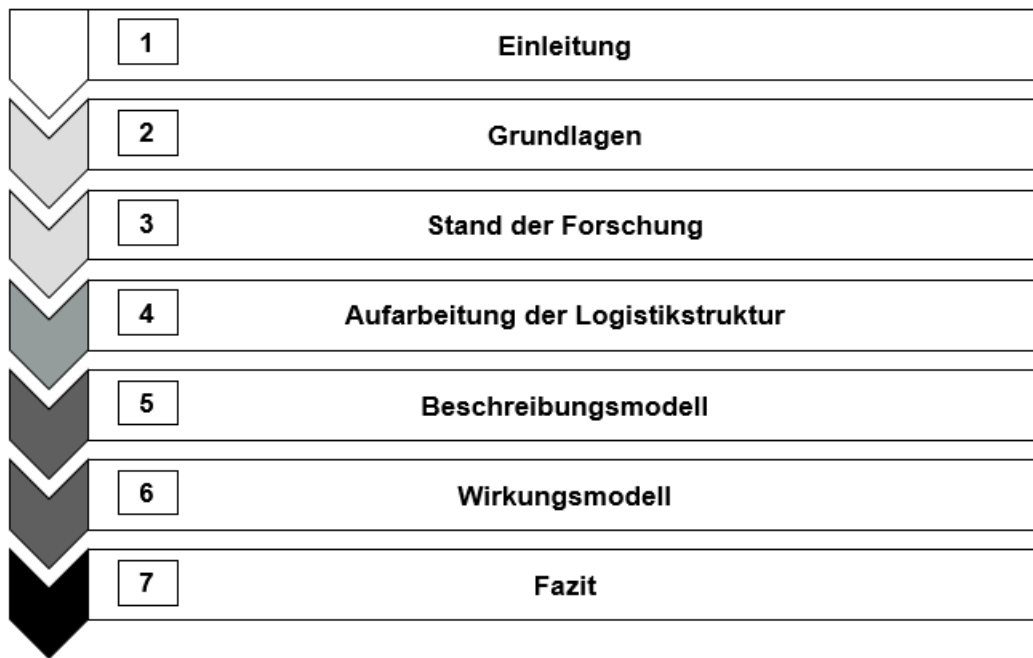 1 Einleitung
2 Grundlagen
3 Stand der Forschung
4 Aufarbeitung der Logistikstruktur
5 Beschreibungsmodell
6 Wirkungsmodell
7 Fazit